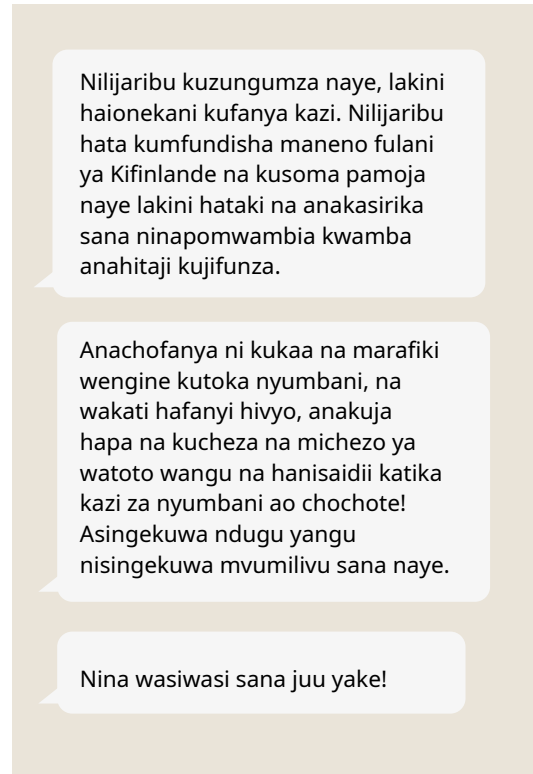 Nilijaribu kuzungumza naye, lakini
haionekani kufanya kazi. Nilijaribu
hata kumfundisha maneno fulani
ya Kifinlande na kusoma pamoja
naye lakini hataki na anakasirika
sana ninapomwambia kwamba
anahitaji kujifunza.
Anachofanya ni kukaa na marafiki
wengine kutoka nyumbani, na
wakati hafanyi hivyo, anakuja
hapa na kucheza na michezo ya
watoto wangu na hanisaidii katika
kazi za nyumbani ao chochote!
Asingekuwa ndugu yangu
nisingekuwa mvumilivu sana naye.
Nina wasiwasi sana juu yake!